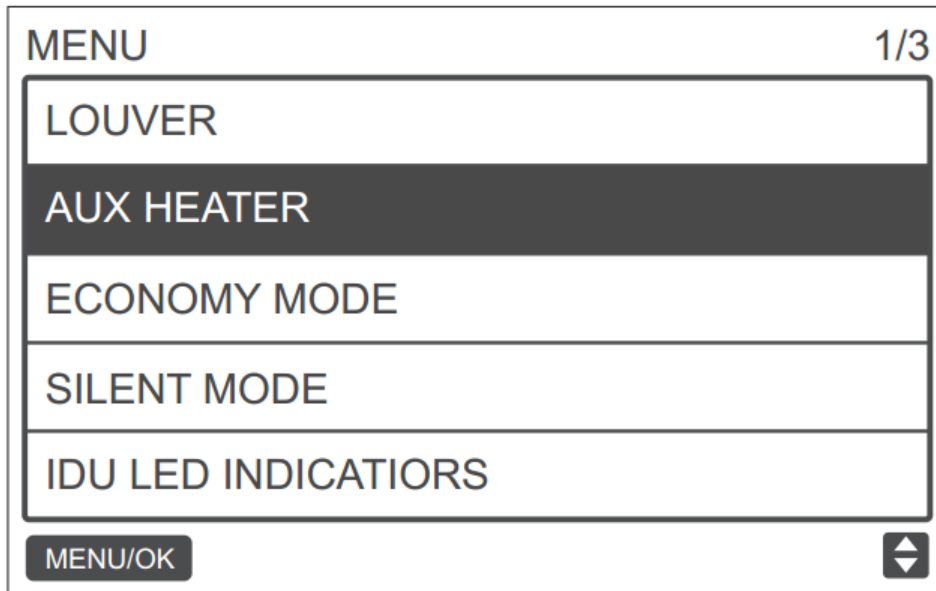 MENU 1/3
LOUVER
AUX HEATER
ECONOMY MODE
SILENT MODE
IDU LED INDICATIORS
MENU/OK